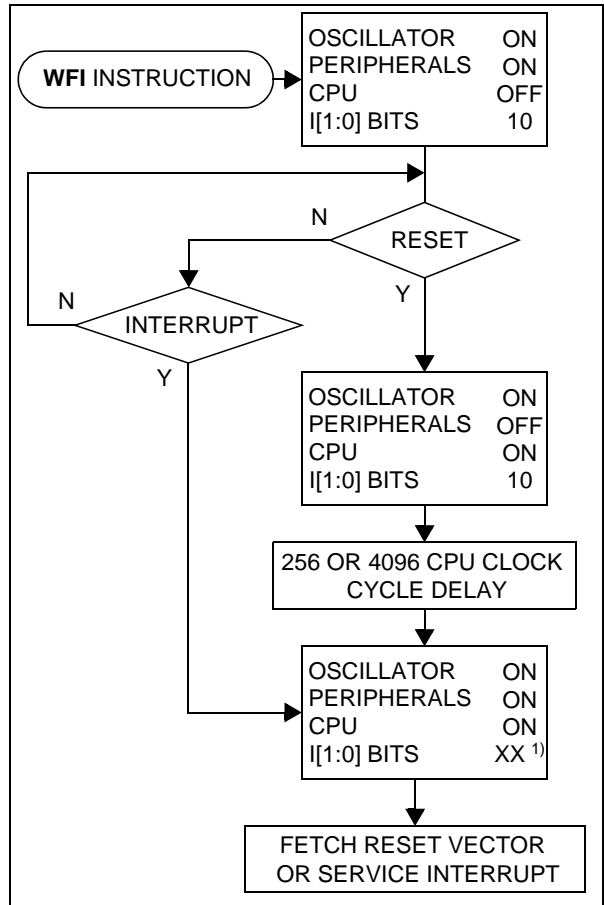 WFI INSTRUCTION
OSCILLATOR ON
PERIPHERALS ON
CPU OFF
I[1:0] BITS 10
N
RESET
Y
N
INTERRUPT
Y
OSCILLATOR ON
PERIPHERALS OFF
CPU ON
I[1:0] BITS 10
256 OR 4096 CPU CLOCK
CYCLE DELAY
OSCILLATOR ON
PERIPHERALS ON
CPU ON
I[1:0] BITS XX 1)
FETCH RESET VECTOR
OR SERVICE INTERRUPT